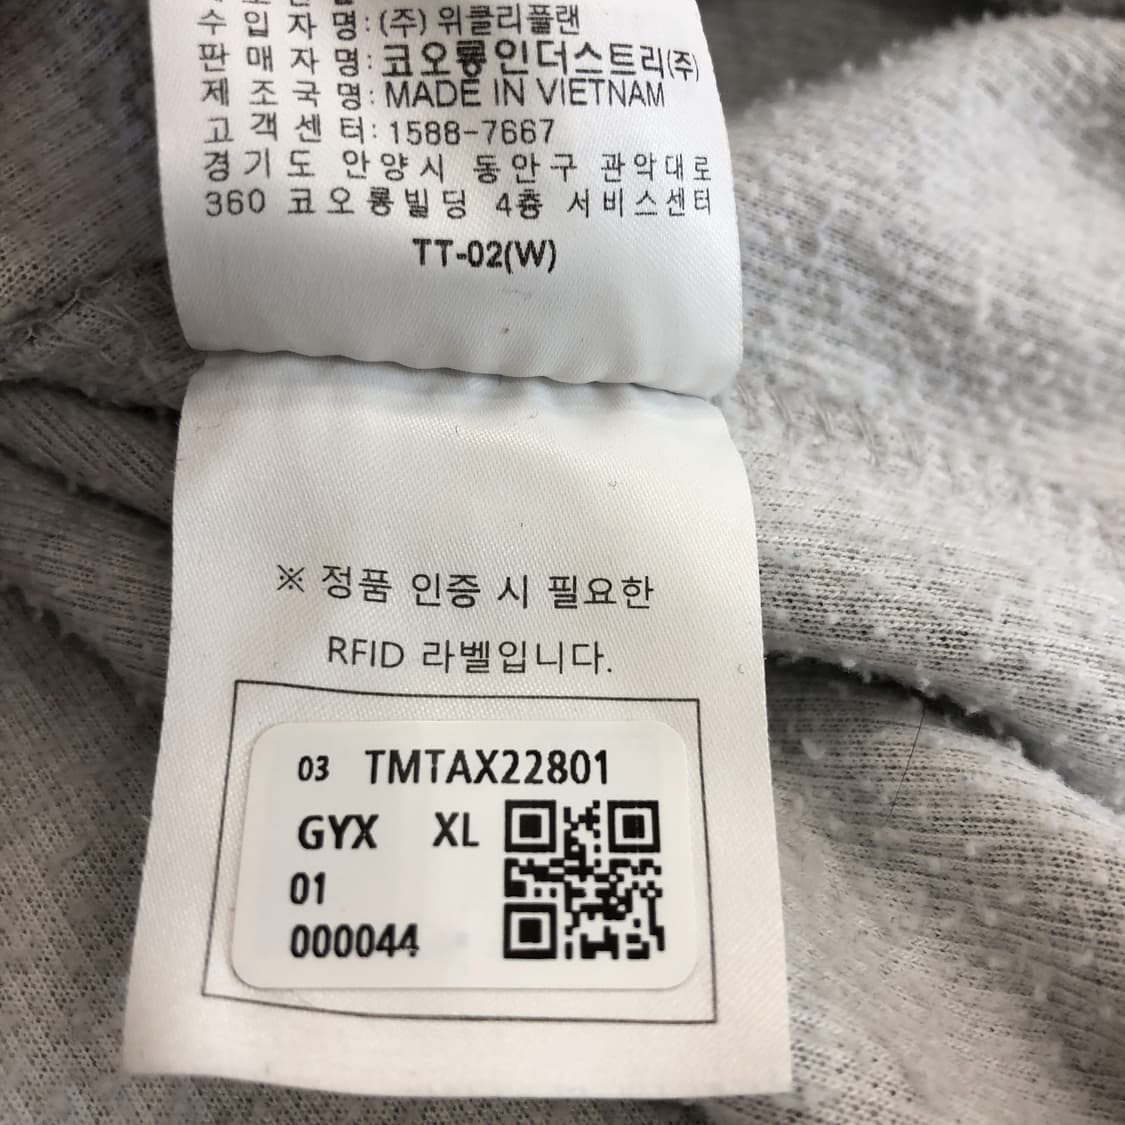 수 입 자 명 : (주) 위클리플랜
판 매 자 명 : 코오롱인더스트리(주)
제 조 국 명 : MADE IN VIETNAM
고 객 센 터 : 1588-7667
경기도 안양시 동안구 관악대로
360 코오롱빌딩 4층 서비스센터
TT-02(W)
※ 정품 인증 시 필요한
RFID 라벨입니다.
03 TMTAX22801
GYX XL
01
000044